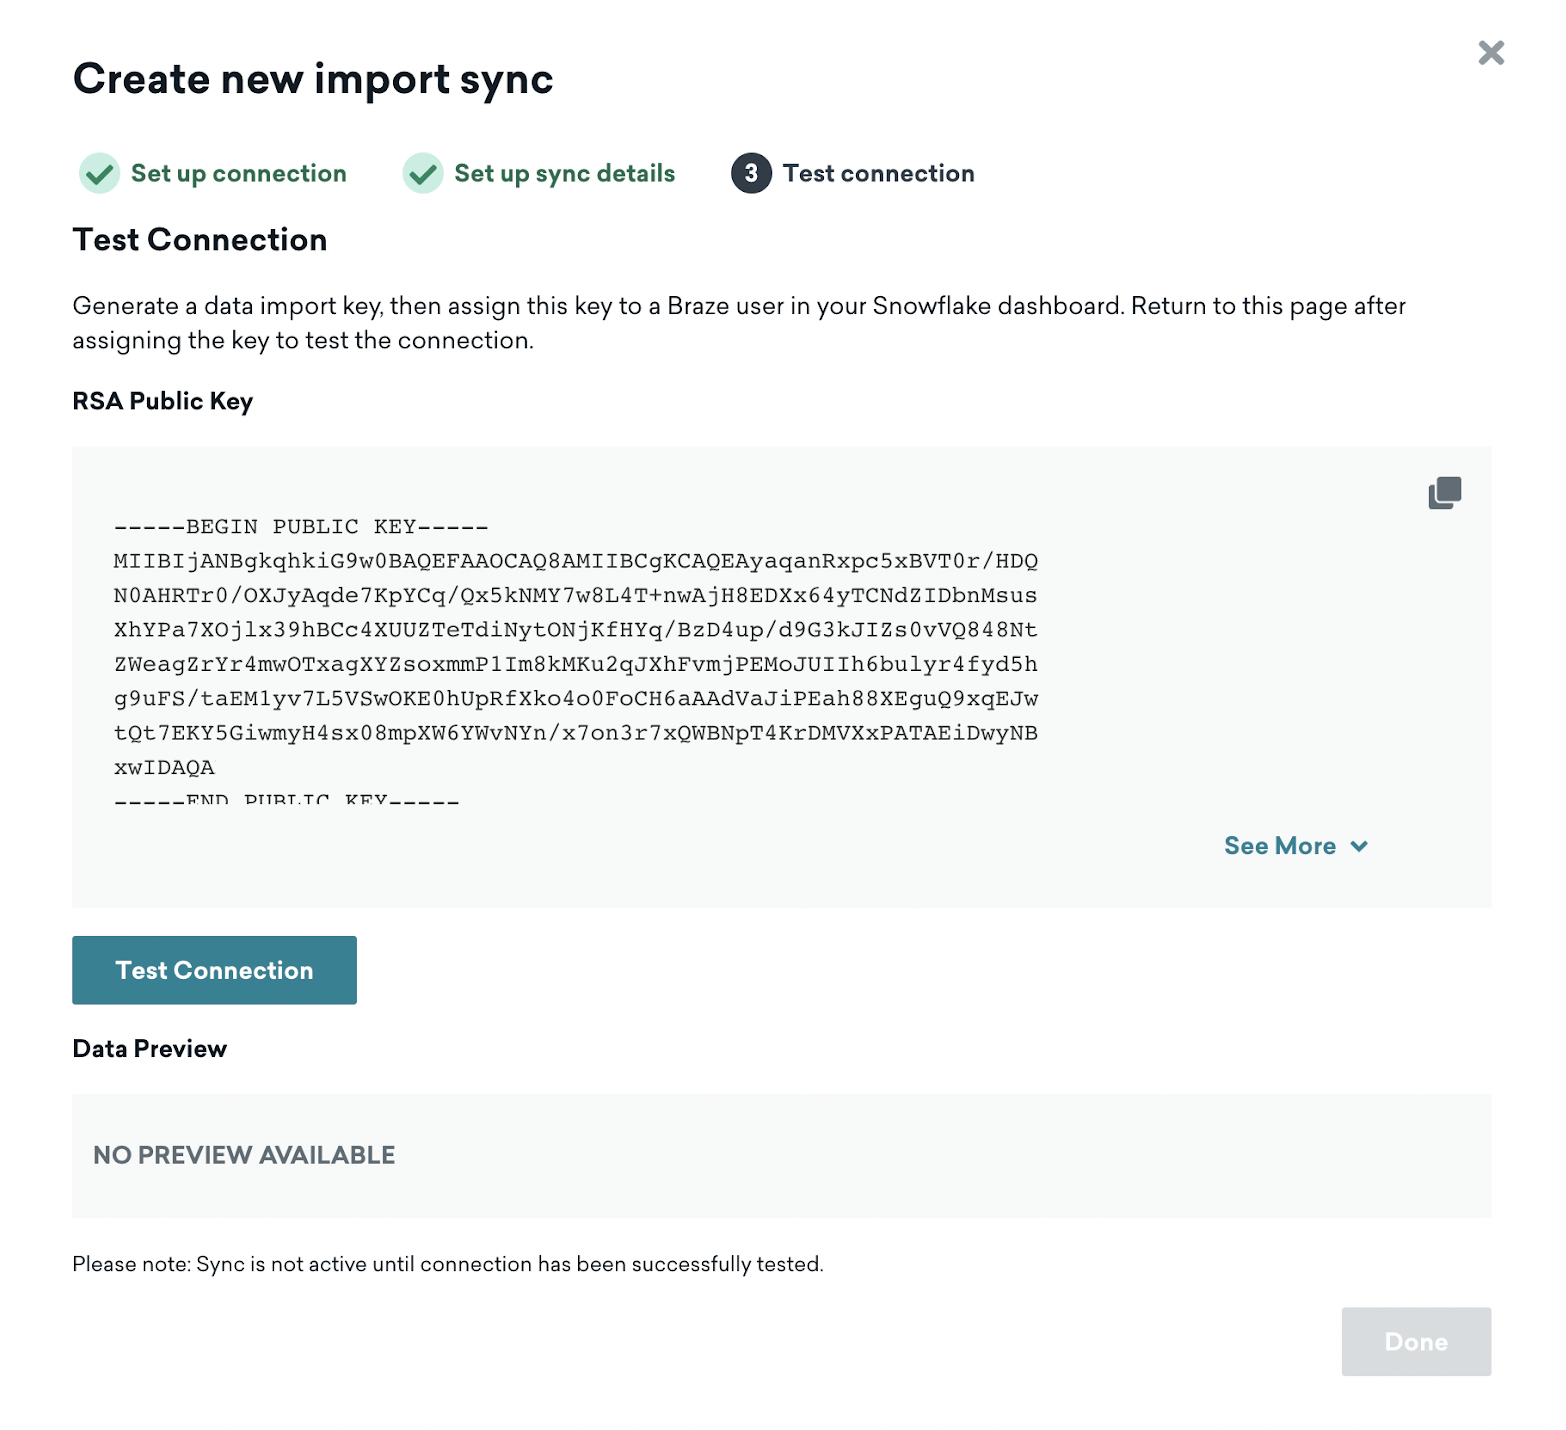 Create new import sync
Set up connection
Set up sync details
3 Test connection
Test Connection
Generate a data import key, then assign this key to a Braze user in your Snowflake dashboard. Return to this page after
assigning the key to test the connection.
RSA Public Key
-----BEGIN PUBLIC KEY-----
MIIBIjANBgkqhkiG9w0BAQEFAAOCAQ8AMIIBCgKCAQEAyaqanRxpc5xBVT0r/HDQ
N0AHRTr0/OXJyAqde7KpYCq/Qx5kNMY7w8L4T+nwAjH8EDXx64yTCNdZIDbnMsus
XhYPa7XOjlx39hBCc4XUUZTeTdiNytONjKfHYq/BzD4up/d9G3kJIZs0vVQ848Nt
ZWeagZrYr4mwOTxagXYZsoxmmP1Im8kMKu2qJXhFvmjPEMoJUIIh6bulyr4fyd5h
g9uFS/taEM1yv7L5VSwOKE0hUpRfXko4o0FoCH6aAAdVaJiPEah88XEguQ9xqEJw
tQt7EKY5GiwmyH4sx08mpXW6YWvNYn/x7on3r7xQWBNpT4KrDMVXxPATAEiDwyNB
xwIDAQA
-----END PUBLIC KEY-----
See More
Test Connection
Data Preview
NO PREVIEW AVAILABLE
Please note: Sync is not active until connection has been successfully tested.
Done